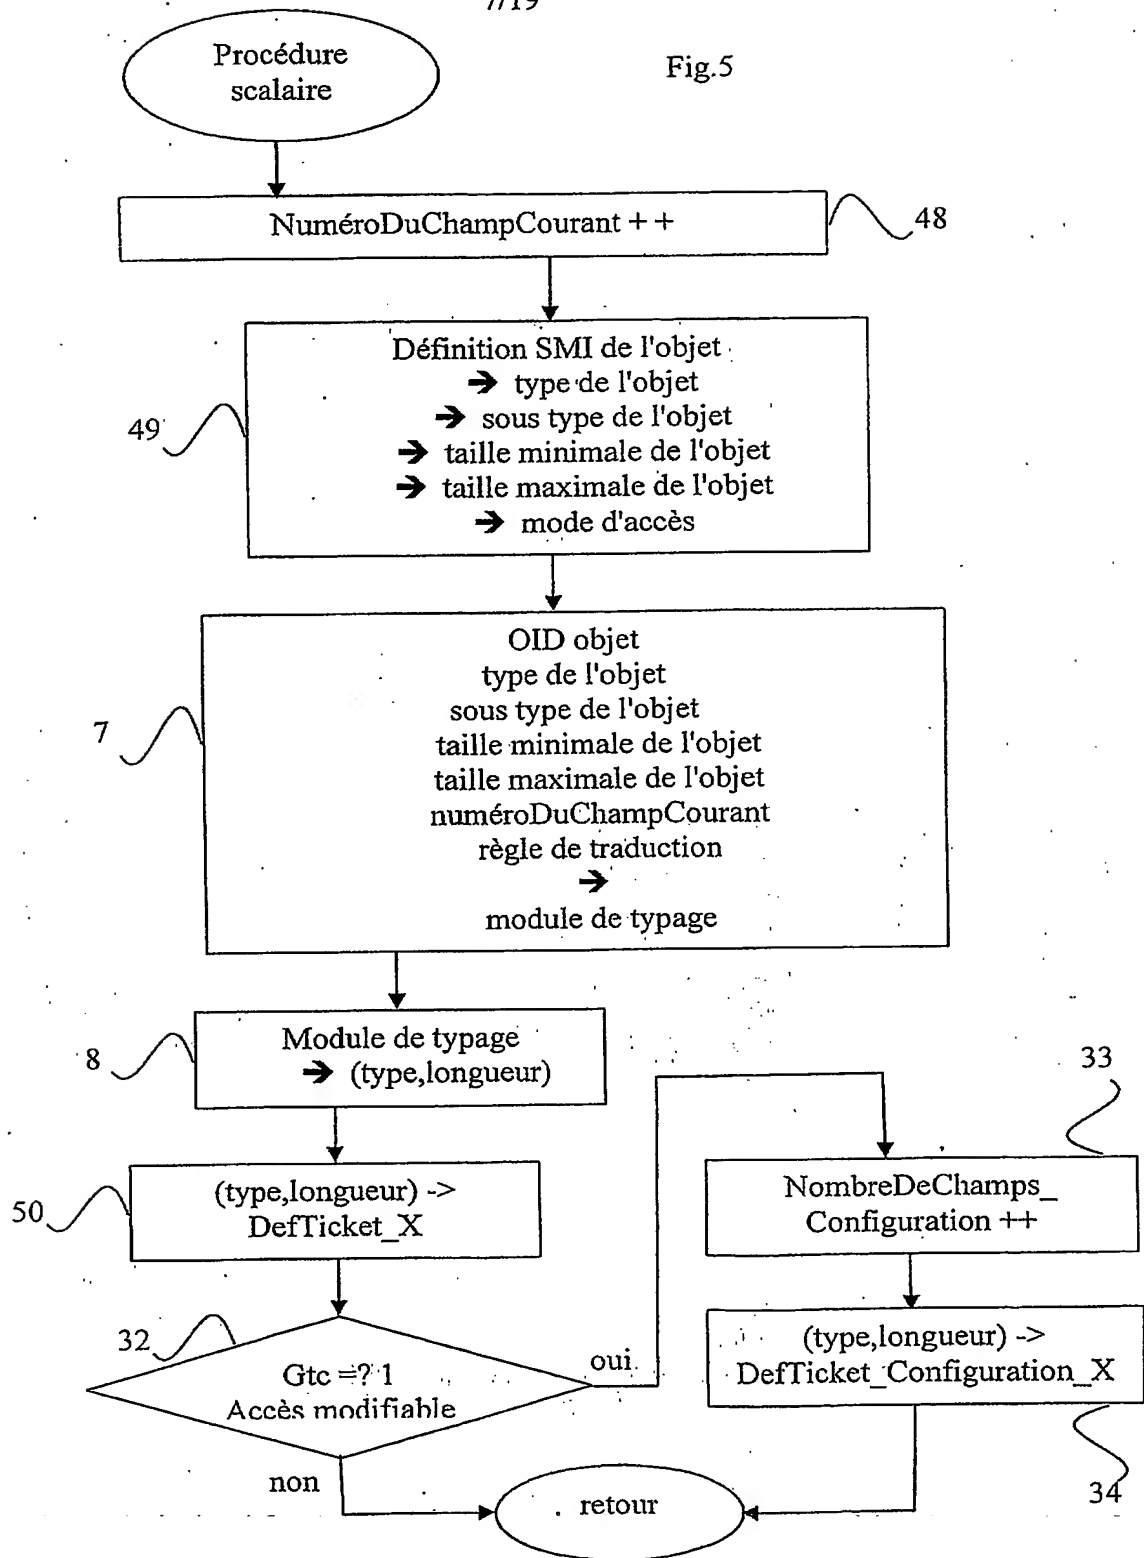 7/19
Fig.5
Procédure
scalaire
NuméroDuChampCourant + +
48
Définition SMI de l'objet
➔ type de l'objet
➔ sous type de l'objet
➔ taille minimale de l'objet
➔ taille maximale de l'objet
➔ mode d'accès
49
OID objet
type de l'objet
sous type de l'objet
taille minimale de l'objet
taille maximale de l'objet
numéroDuChampCourant
règle de traduction
➔
module de typage
7
Module de typage
➔ (type,longueur)
8
(type,longueur) ->
DefTicket_X
50
Gtc =? 1
Accès modifiable
32
oui
non
33
NombreDeChamps_
Configuration ++
(type,longueur) ->
DefTicket_Configuration_X
34
retour